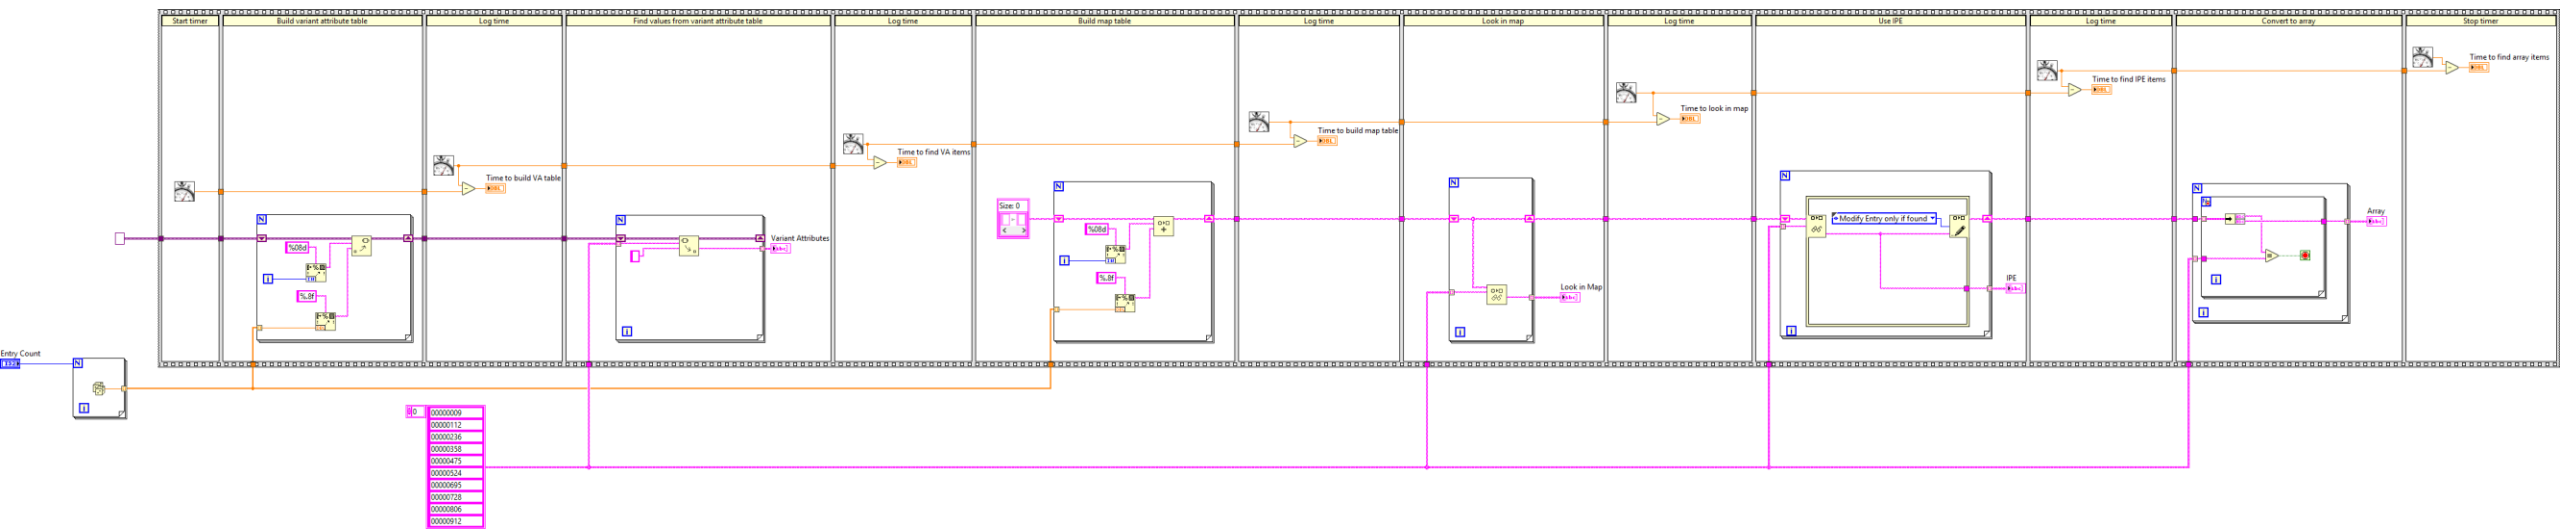 Start timer
Build variant attribute table
Log time
Find values from variant attribute table
Log time
Build map table
Log time
Look in map
Log time
Use IPE
Log time
Convert to array
Stop timer
Time to find array items
Time to find IPE items
Time to look in map
Time to build map table
Time to find VA items
Time to build VA table
Size: 0
Modify Entry only if found
Variant Attributes
Array
%08d
%.8f
%08d
%.8f
IPE
Look in Map
Entry Count
0
00000009
00000112
00000236
00000358
00000475
00000524
00000695
00000728
00000806
00000912